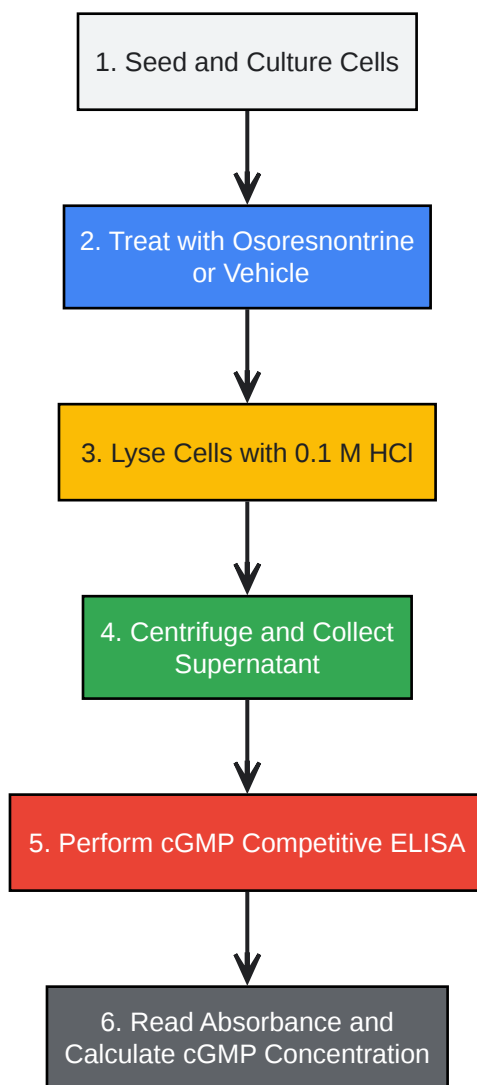 1. Seed and Culture Cells
2. Treat with Osoresnontrine
or Vehicle
3. Lyse Cells with 0.1 M HCl
4. Centrifuge and Collect
Supernatant
5. Perform cGMP Competitive ELISA
6. Read Absorbance and
Calculate cGMP Concentration